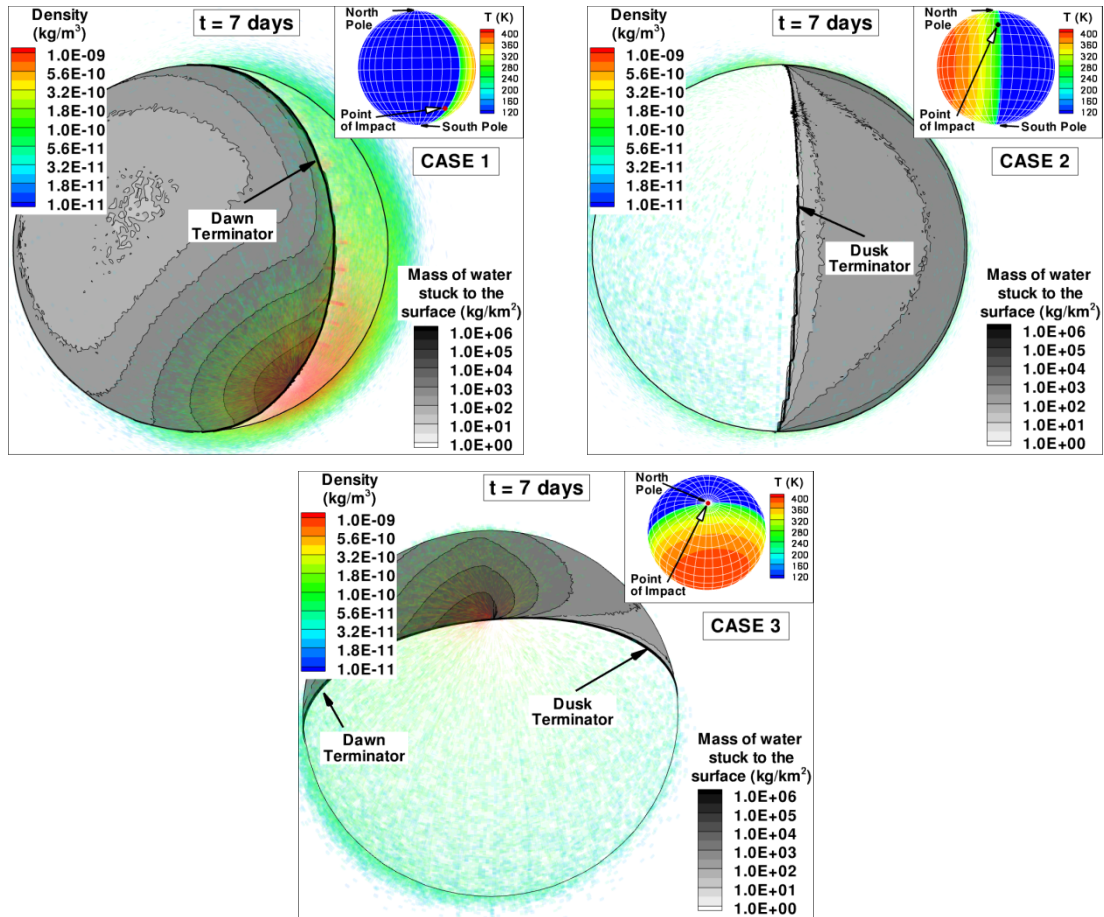 Density
(kg/m³)
1.0E-09
5.6E-10
3.2E-10
1.8E-10
1.0E-10
5.6E-11
3.2E-11
1.8E-11
1.0E-11
t = 7 days
North
Pole
T (K)
400
360
320
280
240
200
160
120
Point
of Impact
South Pole
CASE 1
Dawn
Terminator
Mass of water
stuck to the
surface (kg/km²)
1.0E+06
1.0E+05
1.0E+04
1.0E+03
1.0E+02
1.0E+01
1.0E+00
Density
(kg/m³)
1.0E-09
5.6E-10
3.2E-10
1.8E-10
1.0E-10
5.6E-11
3.2E-11
1.8E-11
1.0E-11
t = 7 days
North
Pole
T (K)
400
360
320
280
240
200
160
120
Point
of Impact
South Pole
CASE 2
Dusk
Terminator
Mass of water
stuck to the
surface (kg/km²)
1.0E+06
1.0E+05
1.0E+04
1.0E+03
1.0E+02
1.0E+01
1.0E+00
Density
(kg/m³)
1.0E-09
5.6E-10
3.2E-10
1.8E-10
1.0E-10
5.6E-11
3.2E-11
1.8E-11
1.0E-11
t = 7 days
North
Pole
T (K)
400
360
320
280
240
200
160
120
Point
of Impact
CASE 3
Dusk
Terminator
Dawn
Terminator
Mass of water
stuck to the
surface (kg/km²)
1.0E+06
1.0E+05
1.0E+04
1.0E+03
1.0E+02
1.0E+01
1.0E+00